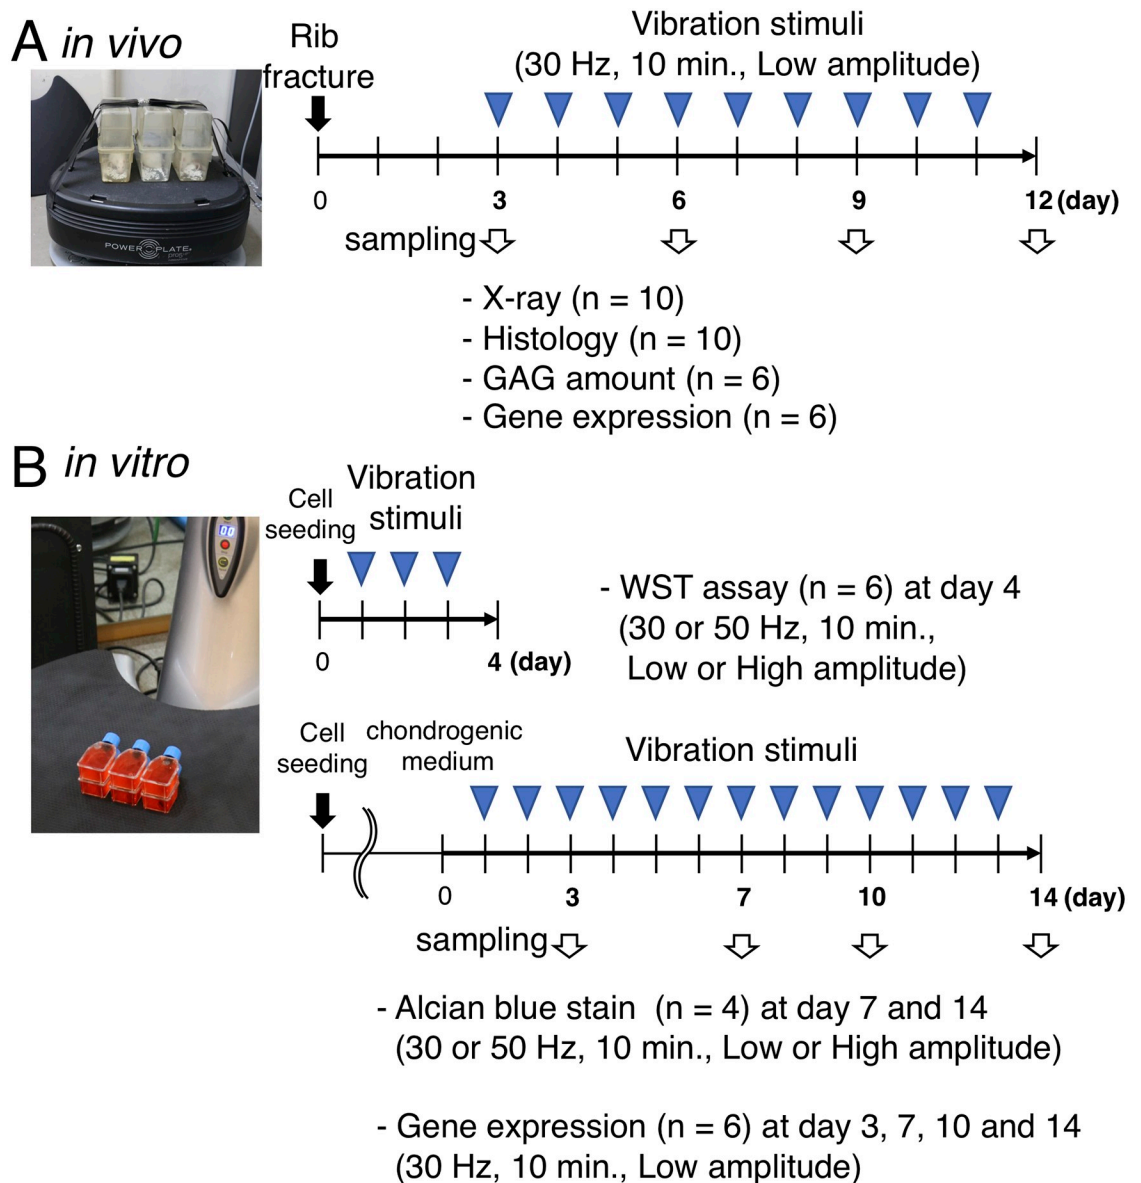 A in vivo
Rib
fracture
Vibration stimuli
(30 Hz, 10 min., Low amplitude)
POWER PLATE
0 3 6 9 12 (day)
sampling
- X-ray (n = 10)
- Histology (n = 10)
- GAG amount (n = 6)
- Gene expression (n = 6)
B in vitro
Cell
seeding
Vibration
stimuli
00
0 4 (day)
- WST assay (n = 6) at day 4
(30 or 50 Hz, 10 min.,
Low or High amplitude)
Cell
seeding
chondrogenic
medium
Vibration stimuli
0 3 7 10 14 (day)
sampling
- Alcian blue stain (n = 4) at day 7 and 14
(30 or 50 Hz, 10 min., Low or High amplitude)
- Gene expression (n = 6) at day 3, 7, 10 and 14
(30 Hz, 10 min., Low amplitude)